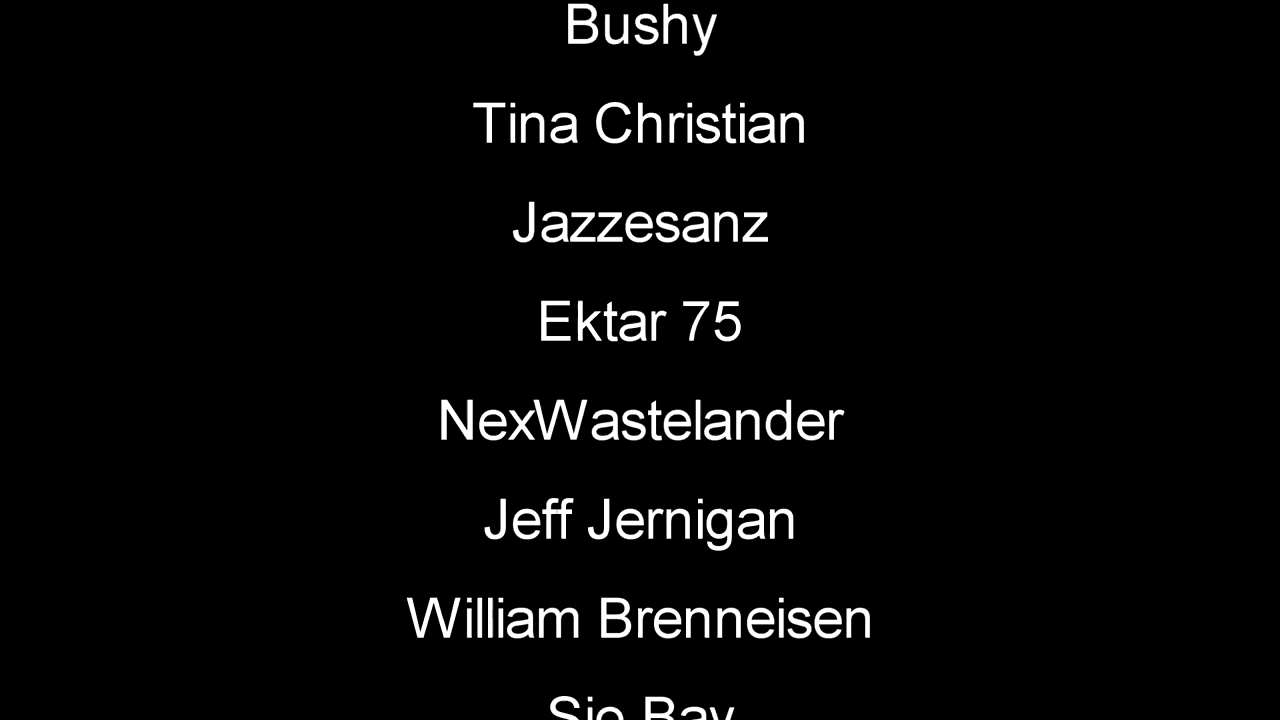 Bushy
Tina Christian
Jazzesanz
Ektar 75
NexWastelander
Jeff Jernigan
William Brenneisen